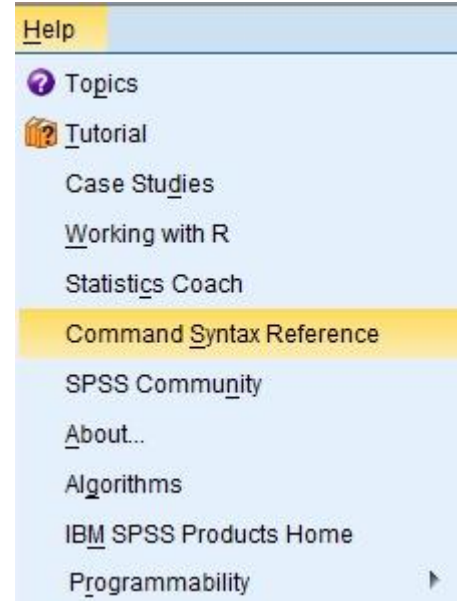 Help
Topics
Tutorial
Case Studies
Working with R
Statistics Coach
Command Syntax Reference
SPSS Community
About...
Algorithms
IBM SPSS Products Home
Programmability